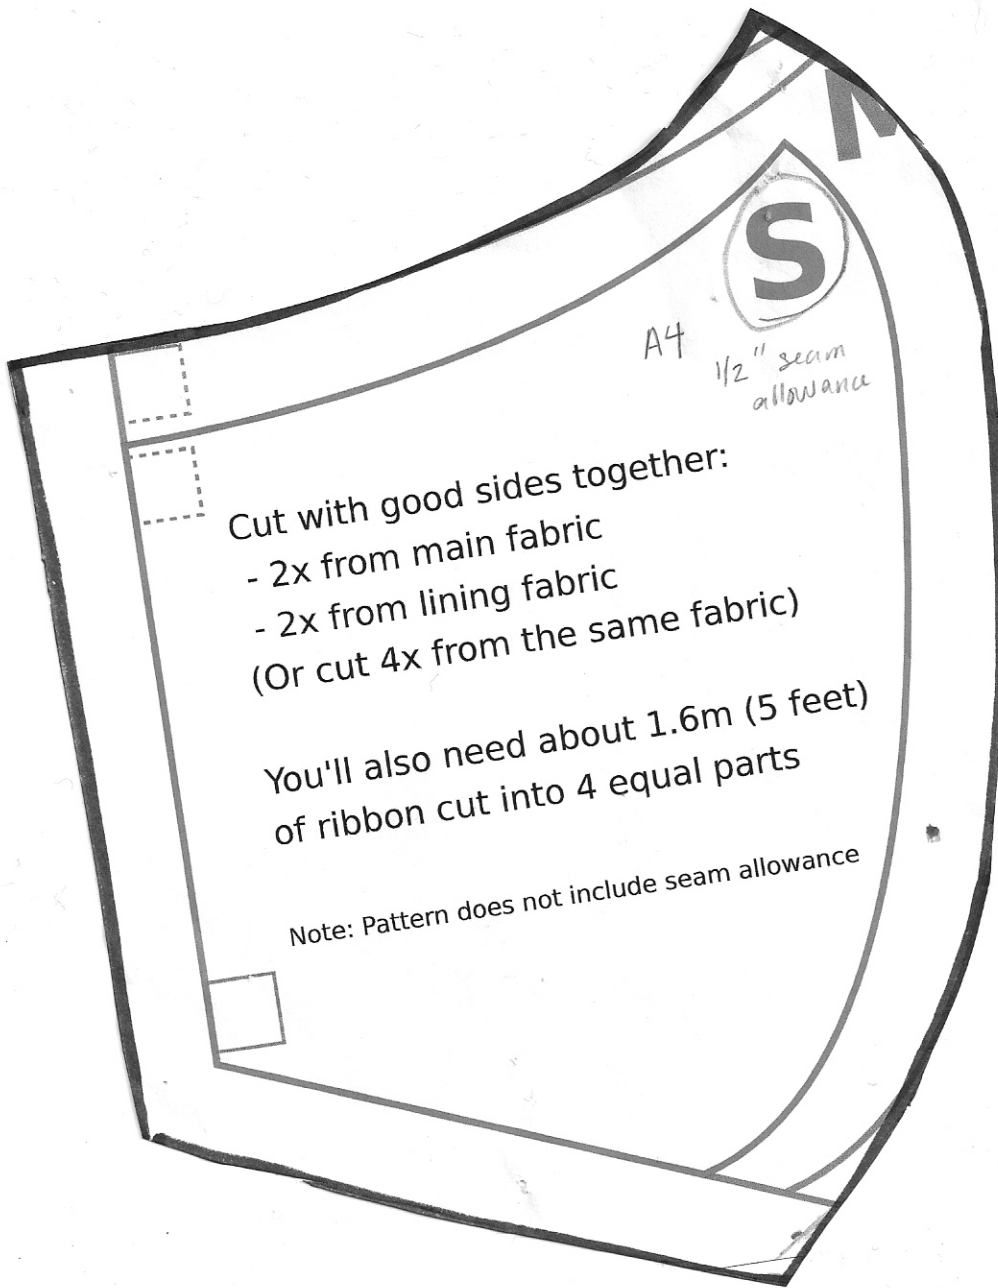 M
S
A4
1/2" seam
allowance
Cut with good sides together:
- 2x from main fabric
- 2x from lining fabric
(Or cut 4x from the same fabric)
You'll also need about 1.6m (5 feet)
of ribbon cut into 4 equal parts
Note: Pattern does not include seam allowance